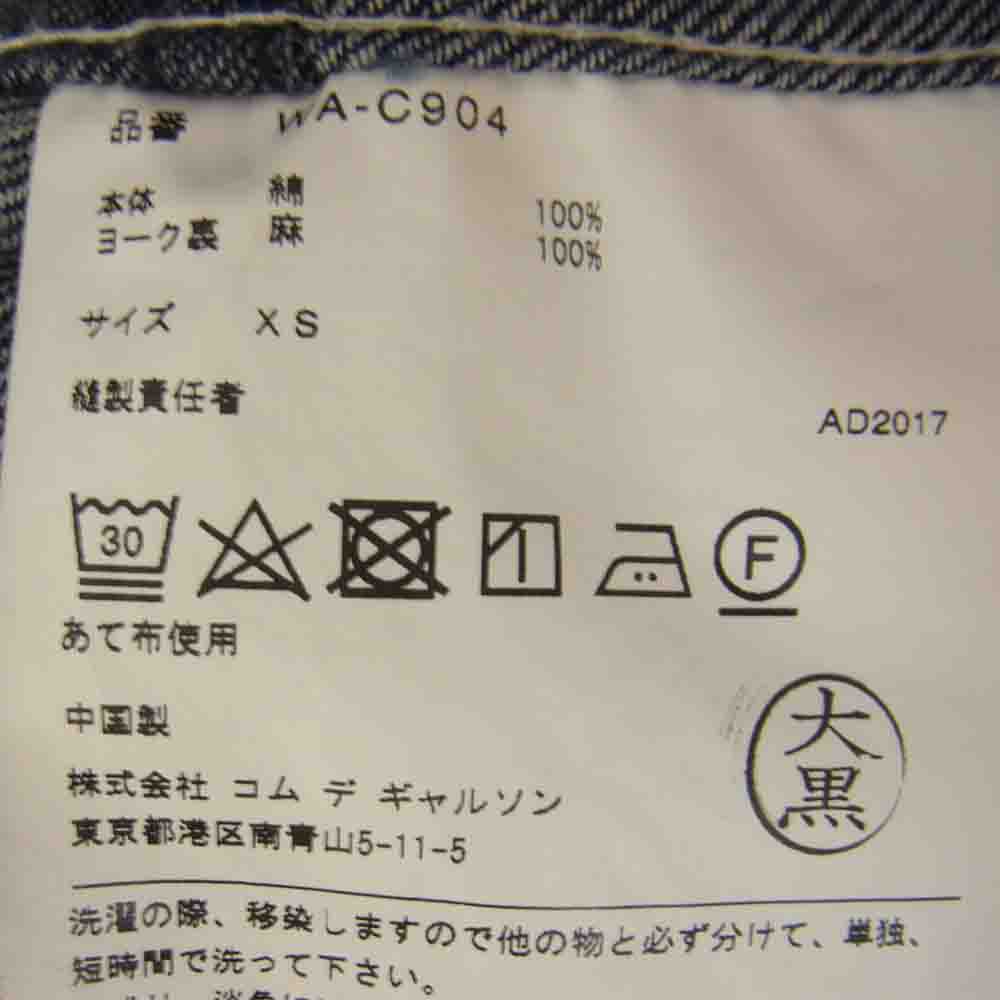 品番 WA-C904
本体 綿 100%
ヨーク裏 麻 100%
サイズ XS
縫製責任者
AD2017
30
F
あて布使用
中国製
大黒
株式会社 コム デ ギャルソン
東京都港区南青山5-11-5
洗濯の際、移染しますので他の物と必ず分けて、単独、
短時間で洗って下さい。